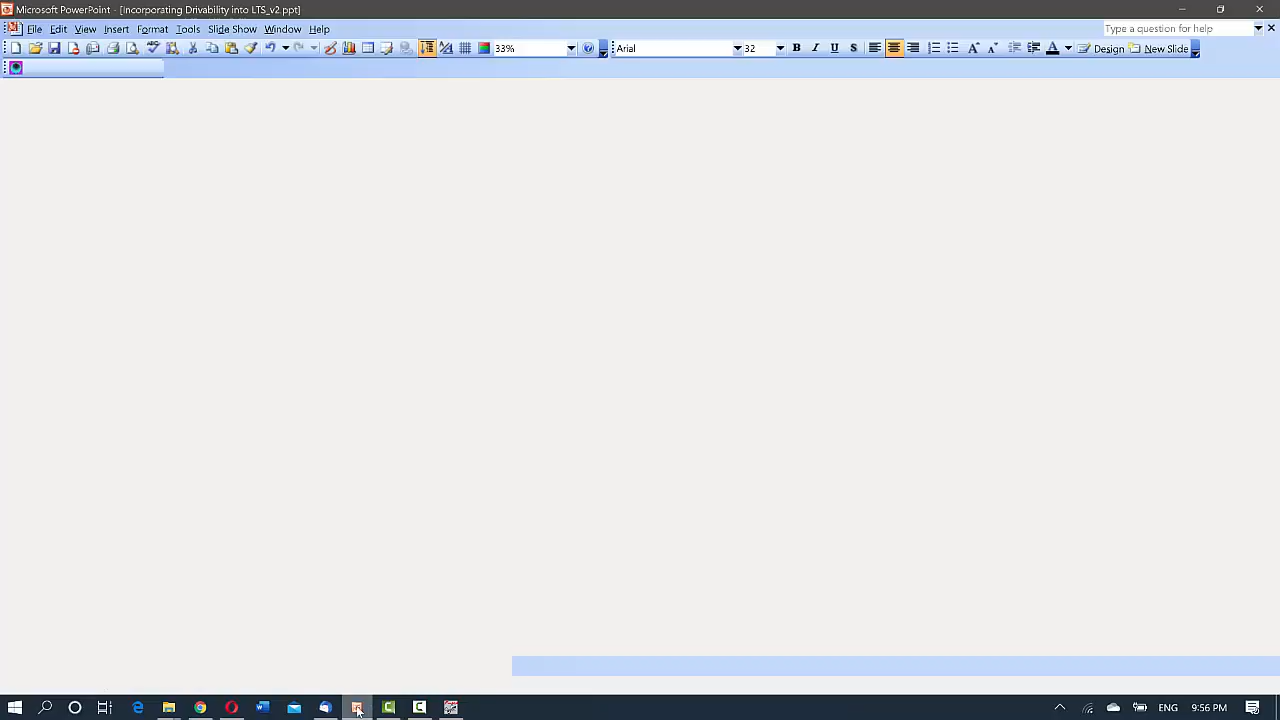 Microsoft PowerPoint - [Incorporating Drivability into LTS_v2.ppt]
File Edit View Insert Format Tools Slide Show Window Help
Type a question for help
33%
Arial
32
B I U S
A
Design
New Slide
ENG
9:56 PM